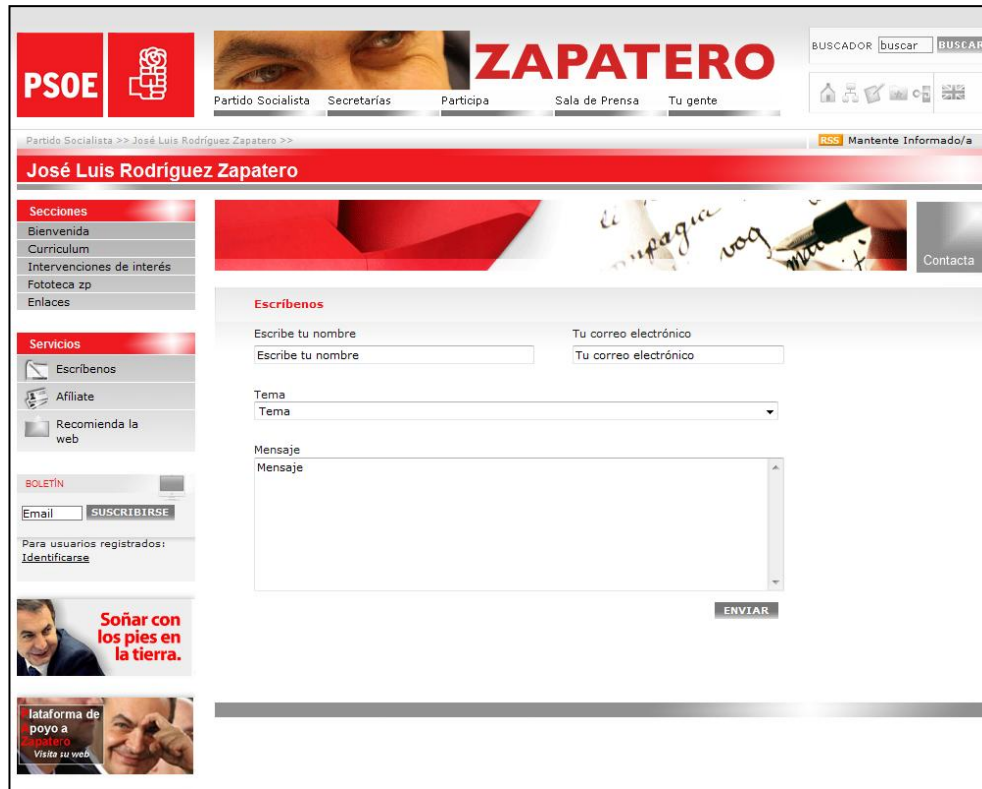 PSOE
ZAPATERO
BUSCADOR buscar BUSCAR
Partido Socialista Secretarías Participa Sala de Prensa Tu gente
Partido Socialista >> José Luis Rodríguez Zapatero >>
RSS Mantente Informado/a
José Luis Rodríguez Zapatero
Secciones
Bienvenida
Curriculum
Intervenciones de interés
Fototeca zp
Enlaces
Servicios
Escríbenos
Afíliate
Recomienda la
web
BOLETÍN
Email SUSCRIBIRSE
Para usuarios registrados:
Identificarse
Soñar con
los pies en
la tierra.
Plataforma de
Apoyo a
Zapatero
Visita su web
vog
Contacta
Escríbenos
Escribe tu nombre Tu correo electrónico
Escribe tu nombre Tu correo electrónico
Tema
Tema
Mensaje
Mensaje
ENVIAR